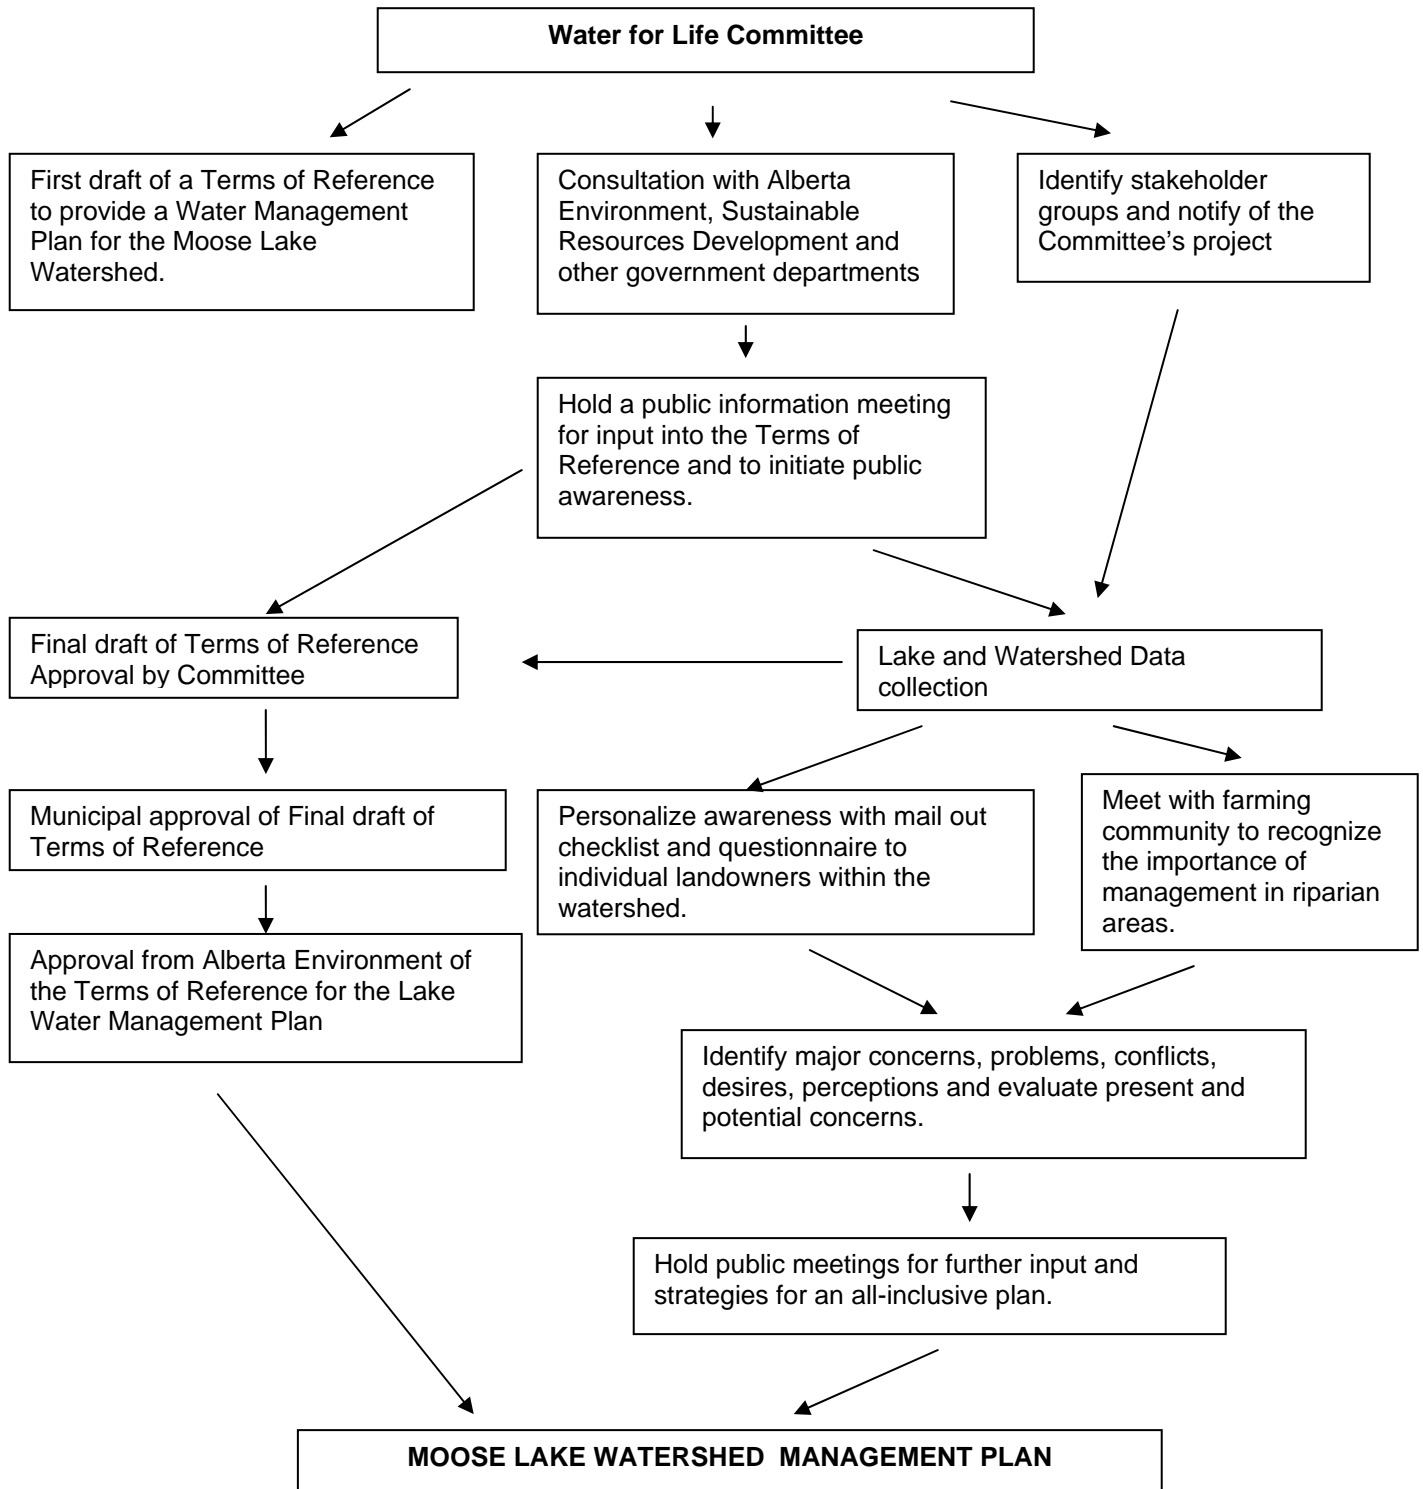 Water for Life Committee
First draft of a Terms of Reference
to provide a Water Management
Plan for the Moose Lake
Watershed.
Consultation with Alberta
Environment, Sustainable
Resources Development and
other government departments
Identify stakeholder
groups and notify of the
Committee’s project
Hold a public information meeting
for input into the Terms of
Reference and to initiate public
awareness.
Final draft of Terms of Reference
Approval by Committee
Lake and Watershed Data
collection
Municipal approval of Final draft of
Terms of Reference
Personalize awareness with mail out
checklist and questionnaire to
individual landowners within the
watershed.
Meet with farming
community to recognize
the importance of
management in riparian
areas.
Approval from Alberta Environment of
the Terms of Reference for the Lake
Water Management Plan
Identify major concerns, problems, conflicts,
desires, perceptions and evaluate present and
potential concerns.
Hold public meetings for further input and
strategies for an all-inclusive plan.
MOOSE LAKE WATERSHED  MANAGEMENT PLAN